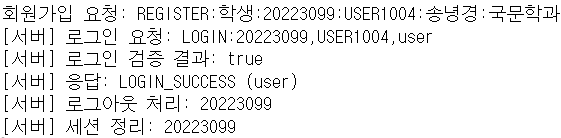 회원가입 요청: REGISTER:학생:20223099:USER1004:송녕경:국문학과
[서버] 로그인 요청: LOGIN:20223099,USER1004,user
[서버] 로그인 검증 결과: true
[서버] 응답: LOGIN_SUCCESS (user)
[서버] 로그아웃 처리: 20223099
[서버] 세션 정리: 20223099